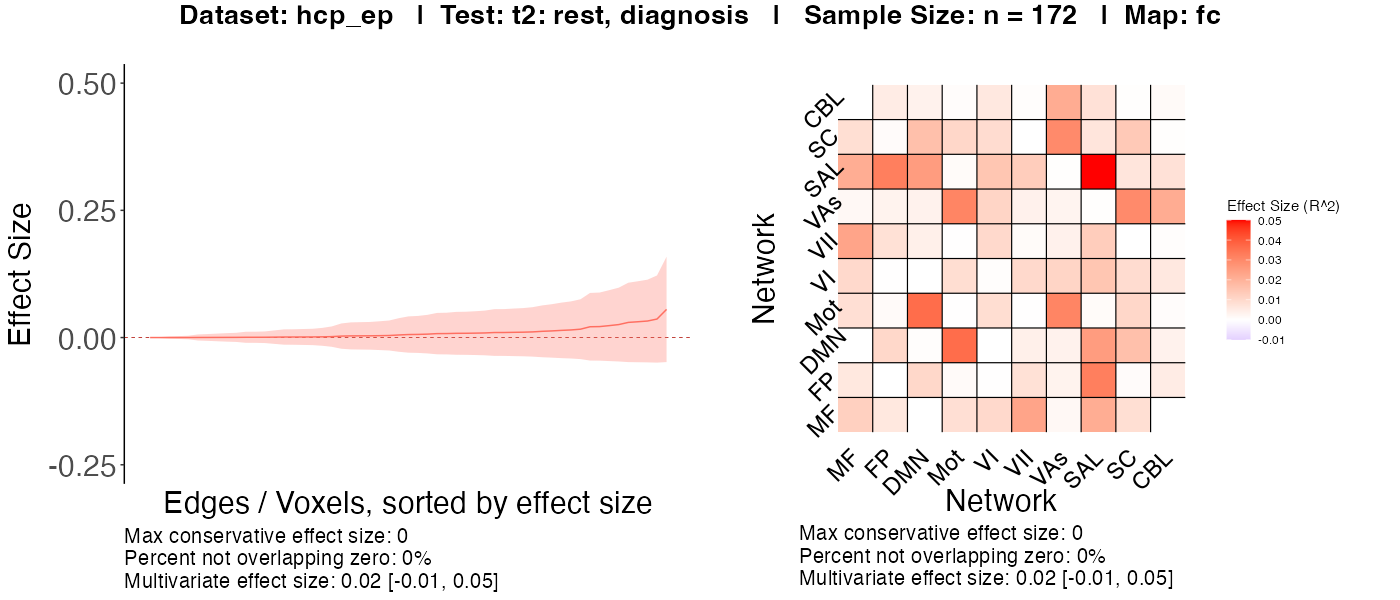 Dataset: hcp_ep | Test: t2: rest, diagnosis | Sample Size: n = 172 | Map: fc
Effect Size
0.50
0.25
0.00
-0.25
Edges / Voxels, sorted by effect size
Max conservative effect size: 0
Percent not overlapping zero: 0%
Multivariate effect size: 0.02 [-0.01, 0.05]
Network
CBL
SC
SAL
VAs
VII
VI
Mot
DMN
FP
MF
MF FP DMN Mot VI VII VAs SAL SC CBL
Network
Max conservative effect size: 0
Percent not overlapping zero: 0%
Multivariate effect size: 0.02 [-0.01, 0.05]
Effect Size (R^2)
0.05
0.04
0.03
0.02
0.01
0.00
-0.01